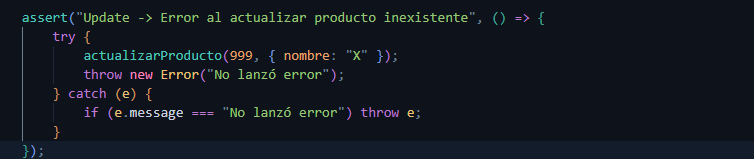 assert("Update -> Error al actualizar producto inexistente", () => {
    try {
        actualizarProducto(999, { nombre: "X" });
        throw new Error("No lanzó error");
    } catch (e) {
        if (e.message === "No lanzó error") throw e;
    }
});